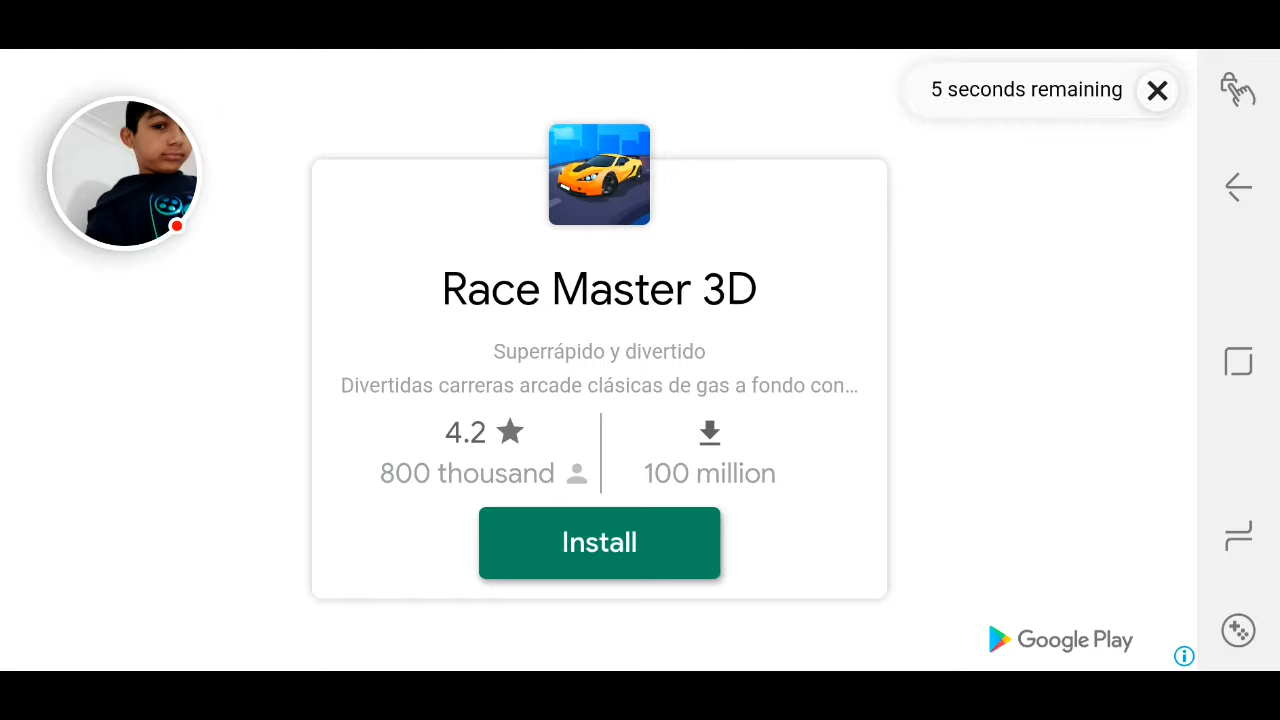 5 seconds remaining
Race Master 3D
Superrápido y divertido
Divertidas carreras arcade clásicas de gas a fondo con...
4.2
800 thousand
100 million
Install
Google Play